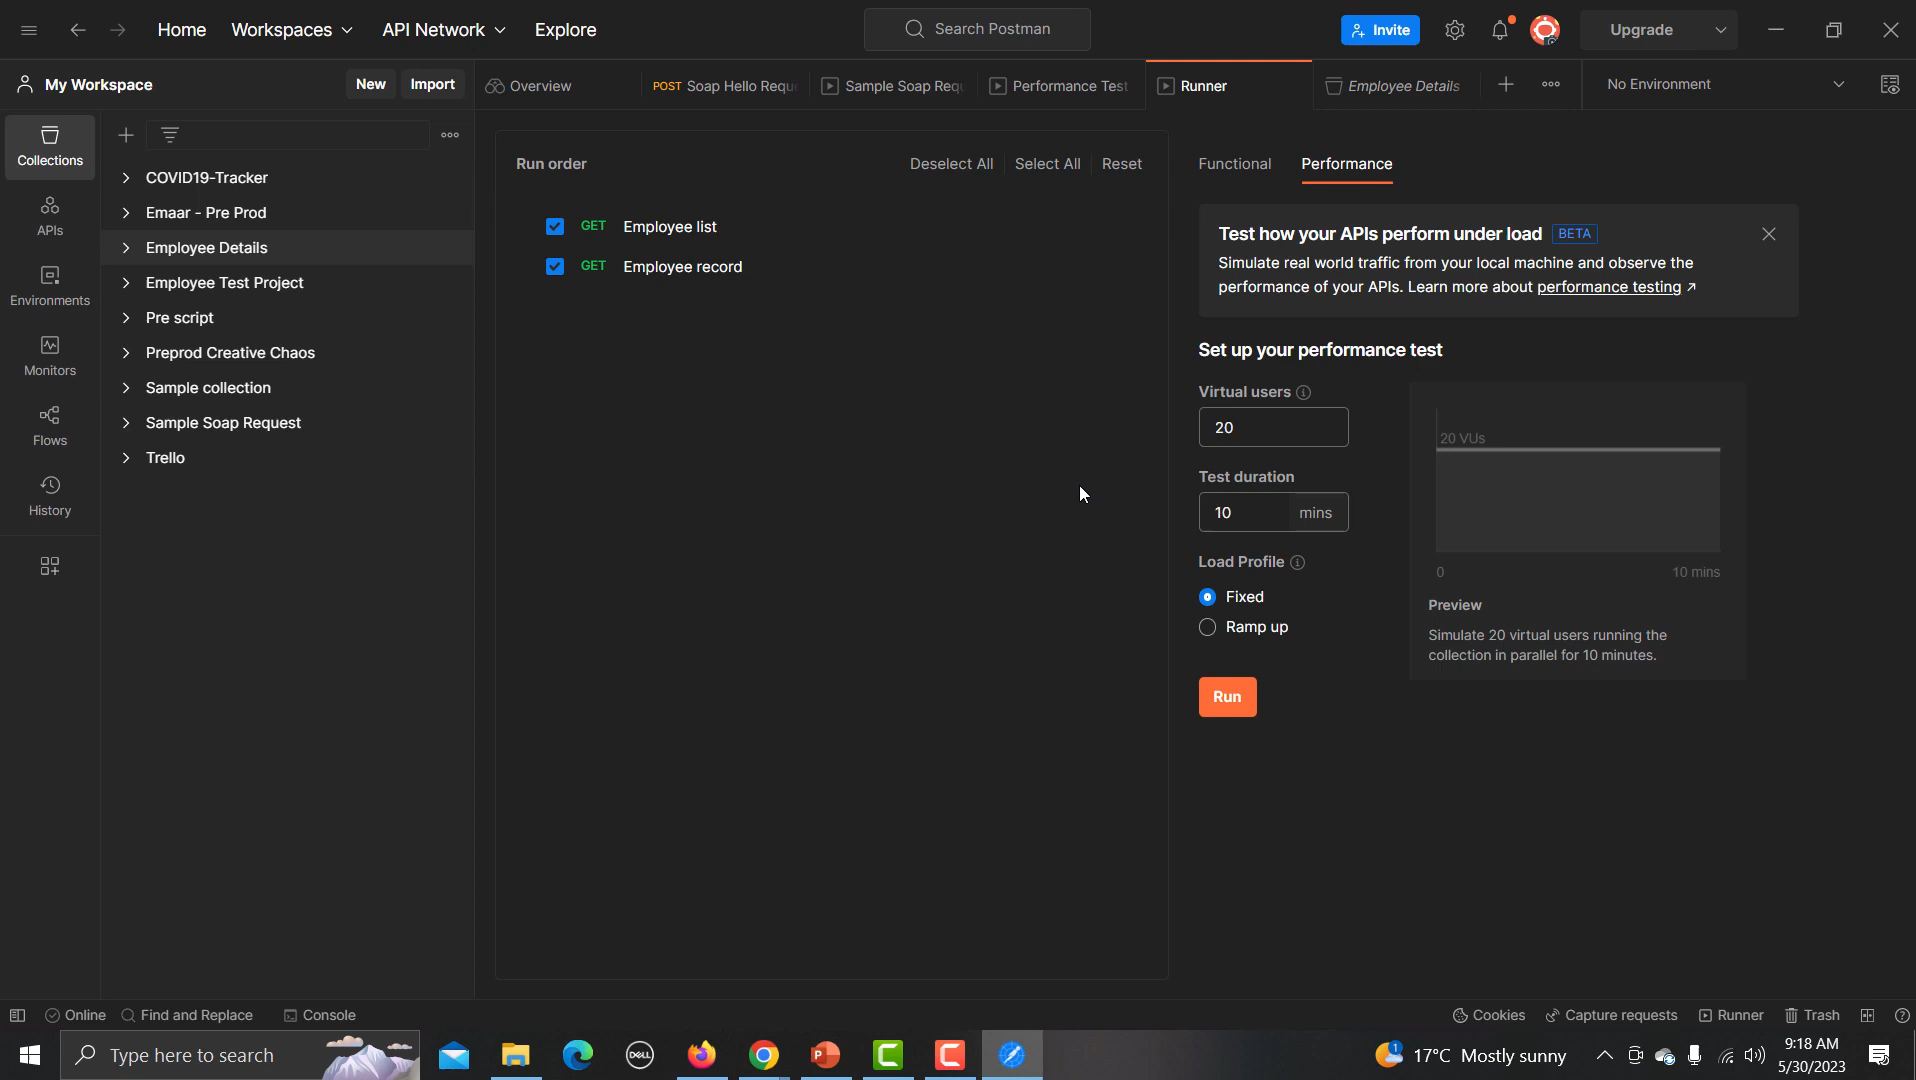 Home Workspaces API Network Explore
Search Postman
Invite Upgrade
My Workspace New Import
Overview
POST Soap Hello Requ
Sample Soap Requ
Performance Test
Runner
Employee Details
No Environment
Collections
APIs
Environments
Monitors
Flows
History
COVID19-Tracker
Emaar - Pre Prod
Employee Details
Employee Test Project
Pre script
Preprod Creative Chaos
Sample collection
Sample Soap Request
Trello
Run order Deselect All Select All Reset
GET Employee list
GET Employee record
Functional Performance
Test how your APIs perform under load BETA
Simulate real world traffic from your local machine and observe the
performance of your APIs. Learn more about performance testing ↗
Set up your performance test
Virtual users
20
Test duration
10 mins
Load Profile
Fixed
Ramp up
Run
20 VUs
0 10 mins
Preview
Simulate 20 virtual users running the
collection in parallel for 10 minutes.
Online Find and Replace Console
Cookies Capture requests Runner Trash
Type here to search
DELL
1
17°C Mostly sunny
9:18 AM
5/30/2023